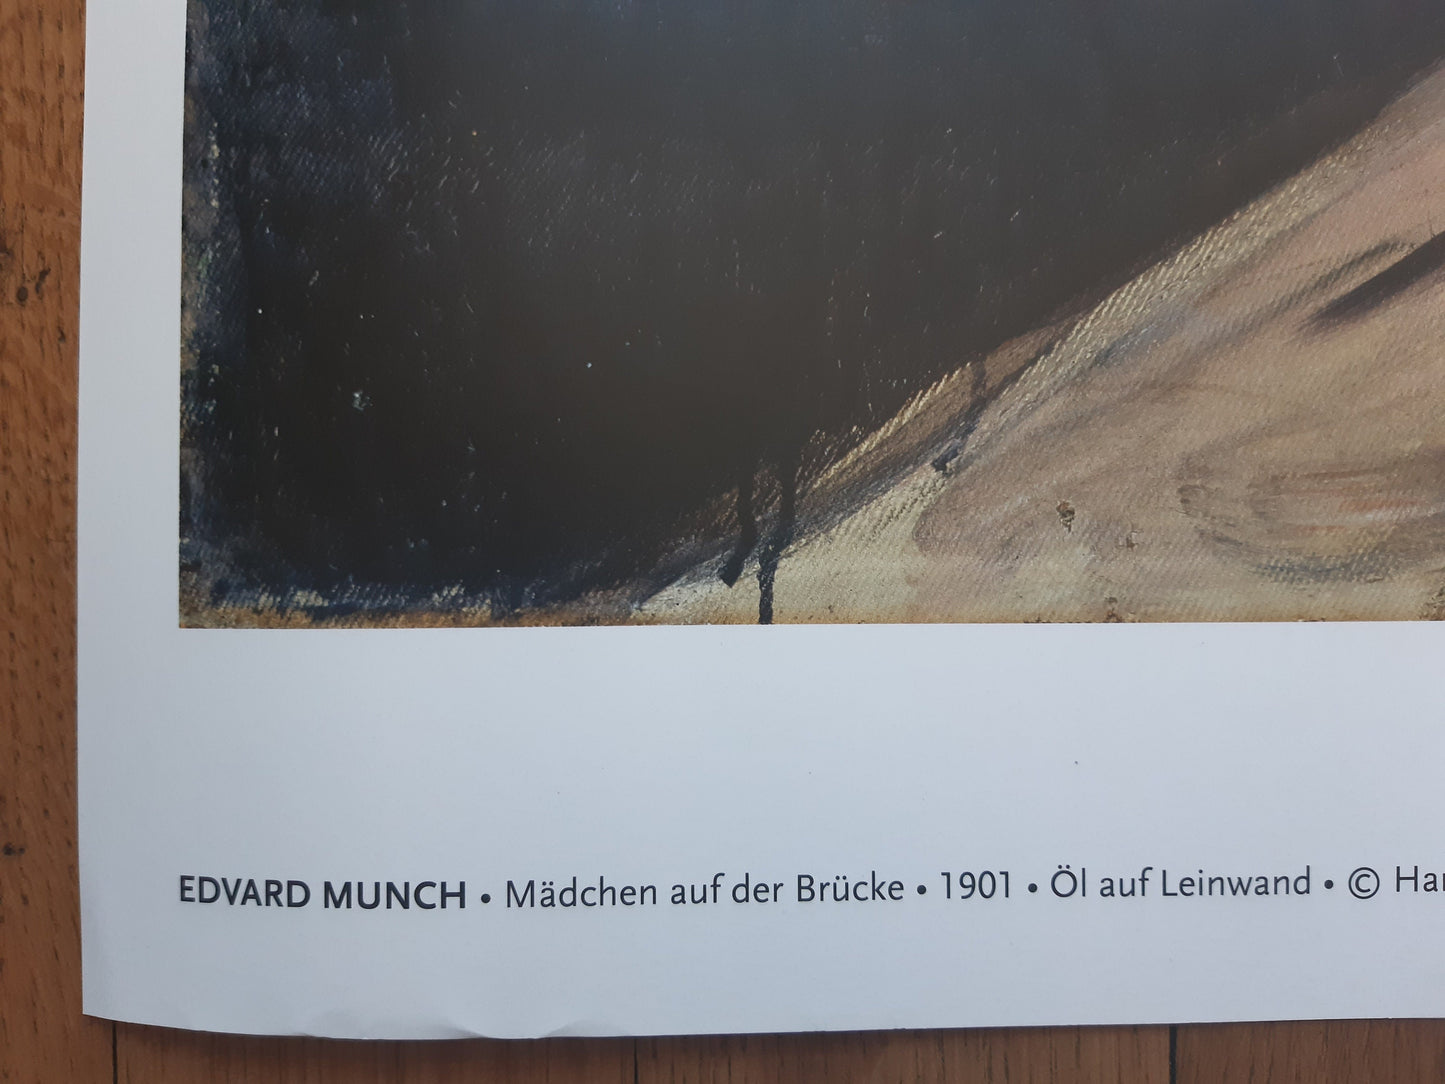 EDVARD MUNCH • Mädchen auf der Brücke • 1901 • Öl auf Leinwand • ©